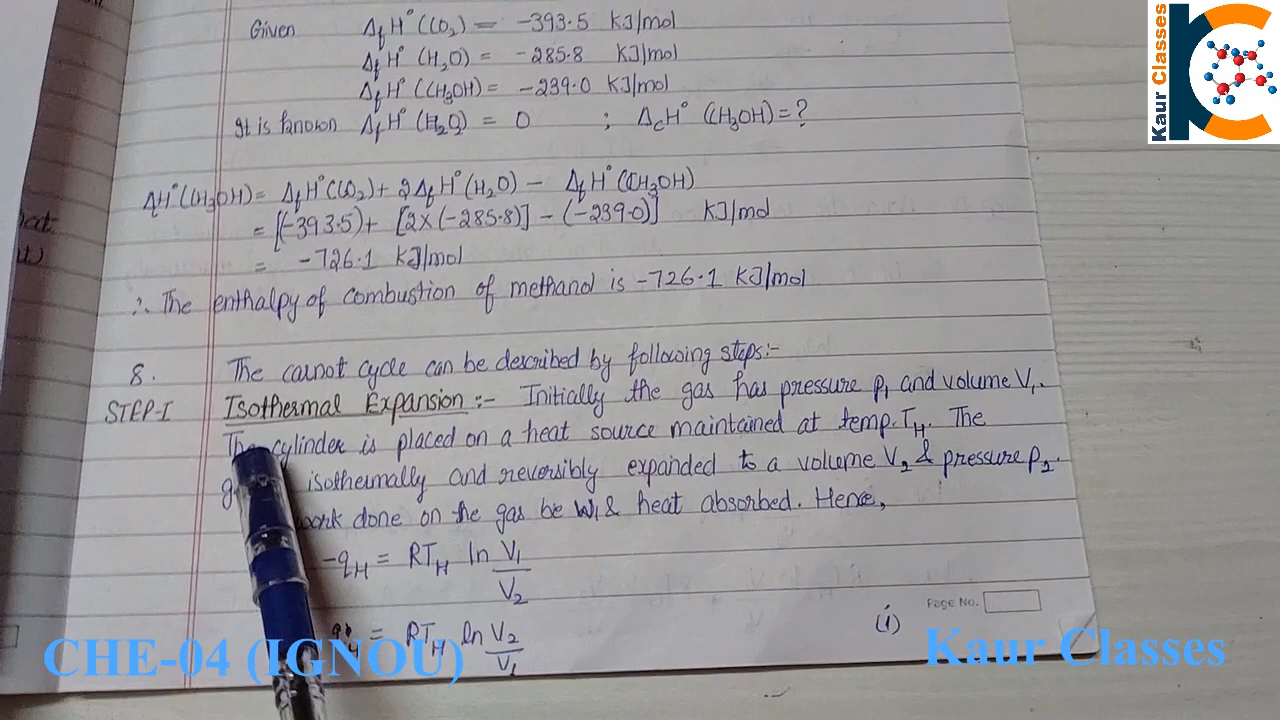 Given ΔfH°(CO₂) = -393.5 KJ/mol
ΔfH°(H₂O) = -285.8 KJ/mol
ΔfH°(CH₃OH) = -239.0 KJ/mol
It is known ΔfH°(H₂O) = 0 ; ΔcH°(CH₃OH)=?
ΔH°(CH₃OH) = ΔfH°(CO₂) + 2ΔfH°(H₂O) - ΔfH°(CH₃OH)
= [(-393.5) + [2×(-285.8)] - (-239.0)] KJ/mol
= -726.1 KJ/mol
∴ The enthalpy of combustion of methanol is -726.1 KJ/mol
8. The carnot cycle can be described by following steps:-
STEP-I Isothermal Expansion :- Initially the gas has pressure p₁ and volume V₁.
The cylinder is placed on a heat source maintained at temp. T_H. The
isothermally and reversibly expanded to a volume V₂ & pressure p₂.
work done on the gas be W₁ & heat absorbed. Hence,
-q_H = RT_H ln V₁/V₂
= RT_H ln V₂/V₁ (i)
Page No.
Kaur Classes
CHE-04 (IGNOU)
Kaur Classes